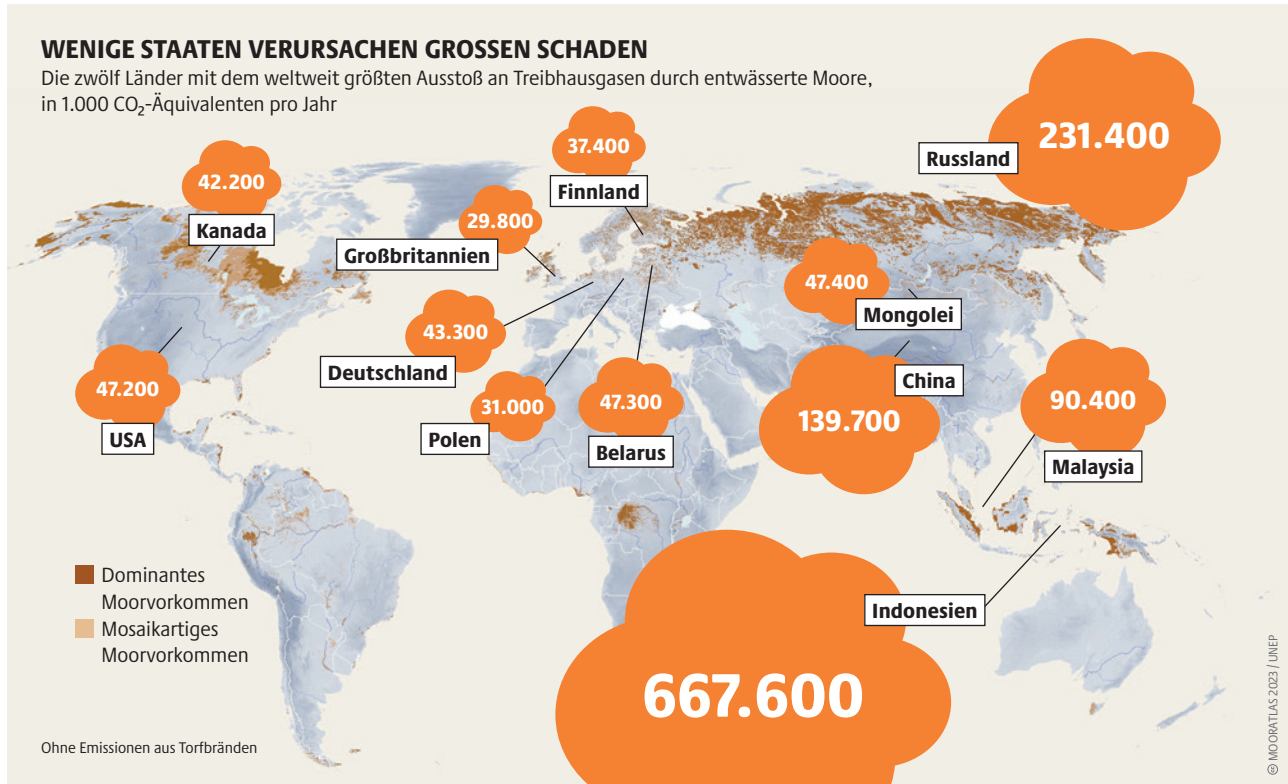 WENIGE STAATEN VERURSACHEN GROSSEN SCHADEN
Die zwölf Länder mit dem weltweit größten Ausstoß an Treibhausgasen durch entwässerte Moore,
in 1.000 CO₂-Äquivalenten pro Jahr
231.400
Russland
37.400
Finnland
42.200
Kanada
29.800
Großbritannien
47.400
Mongolei
43.300
Deutschland
139.700
China
47.200
USA
31.000
Polen
47.300
Belarus
90.400
Malaysia
667.600
Indonesien
Dominantes
Moorvorkommen
Mosaikartiges
Moorvorkommen
Ohne Emissionen aus Torfbränden
MOORATLAS 2023 / UNEP